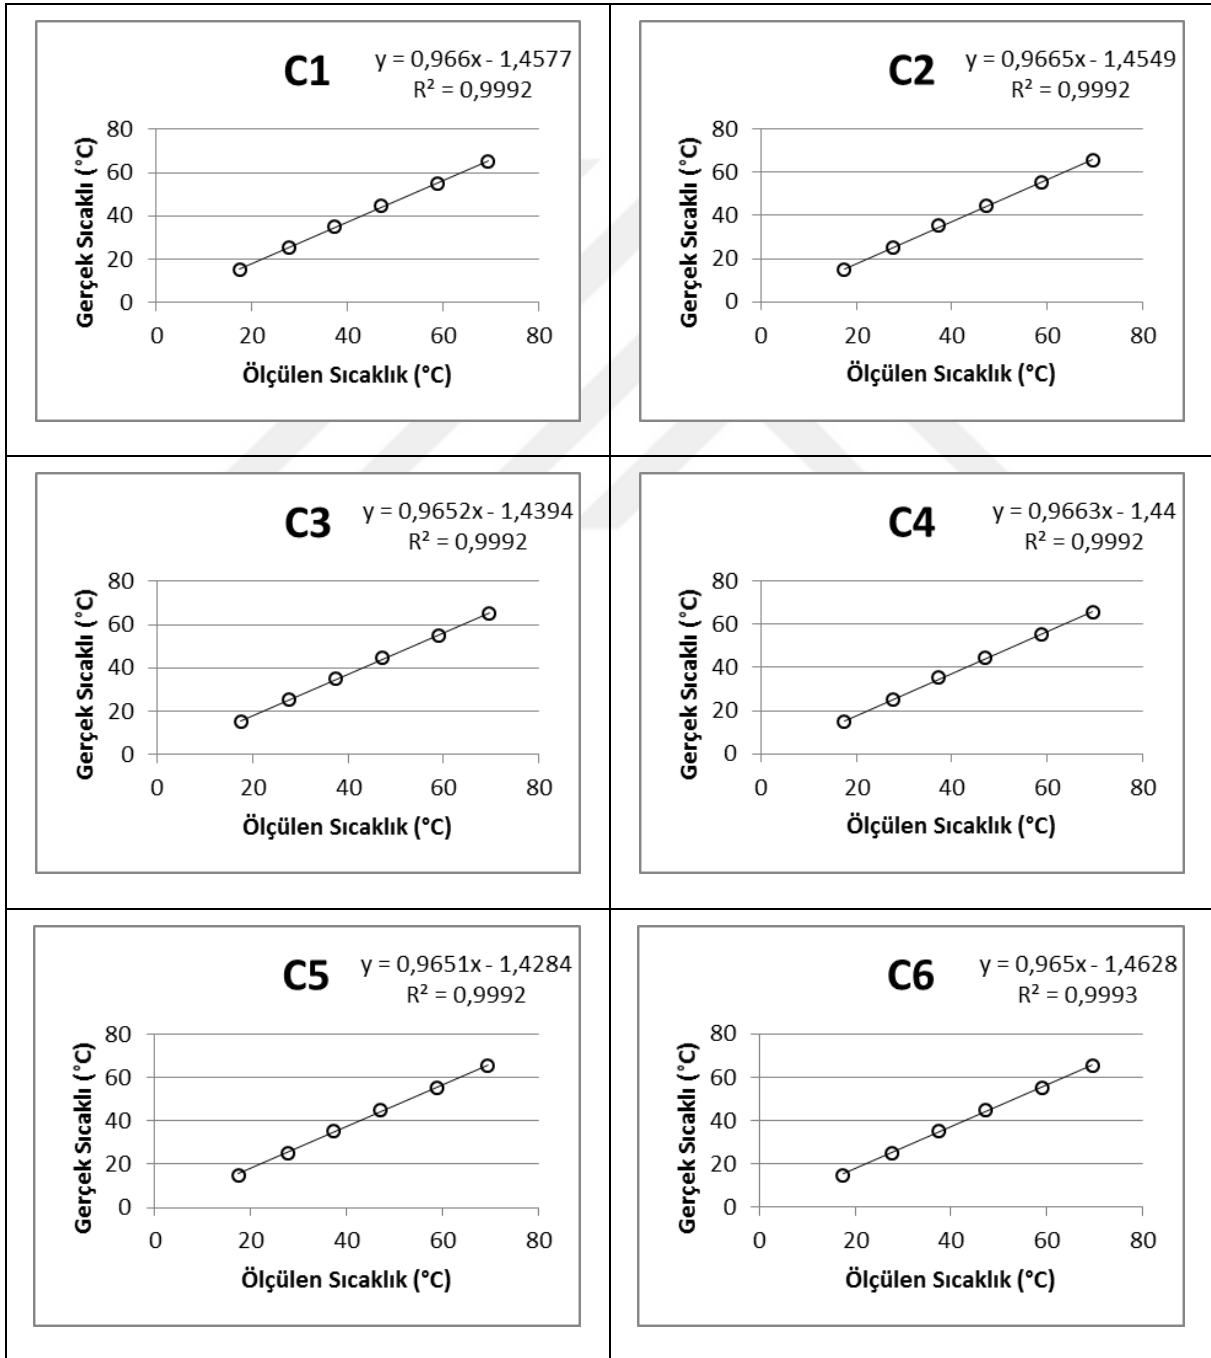 C1
y = 0,966x - 1,4577
R² = 0,9992
80
60
40
20
0
0 20 40 60 80
Gerçek Sıcaklı (°C)
Ölçülen Sıcaklık (°C)
C2
y = 0,9665x - 1,4549
R² = 0,9992
80
60
40
20
0
0 20 40 60 80
Gerçek Sıcaklı (°C)
Ölçülen Sıcaklık (°C)
C3
y = 0,9652x - 1,4394
R² = 0,9992
80
60
40
20
0
0 20 40 60 80
Gerçek Sıcaklı (°C)
Ölçülen Sıcaklık (°C)
C4
y = 0,9663x - 1,44
R² = 0,9992
80
60
40
20
0
0 20 40 60 80
Gerçek Sıcaklı (°C)
Ölçülen Sıcaklık (°C)
C5
y = 0,9651x - 1,4284
R² = 0,9992
80
60
40
20
0
0 20 40 60 80
Gerçek Sıcaklı (°C)
Ölçülen Sıcaklık (°C)
C6
y = 0,965x - 1,4628
R² = 0,9993
80
60
40
20
0
0 20 40 60 80
Gerçek Sıcaklı (°C)
Ölçülen Sıcaklık (°C)